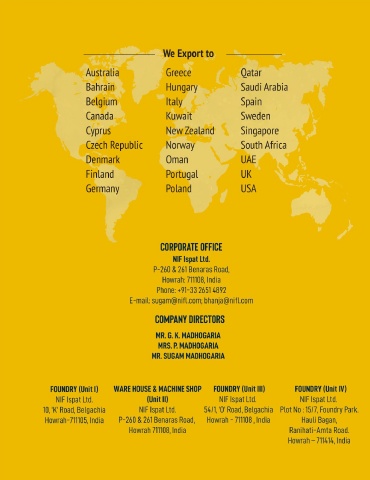 We Export to
Australia
Bahrain
Belgium
Canada
Cyprus
Czech Republic
Denmark
Finland
Germany
Greece
Hungary
Italy
Kuwait
New Zealand
Norway
Oman
Portugal
Poland
Qatar
Saudi Arabia
Spain
Sweden
Singapore
South Africa
UAE
UK
USA
CORPORATE OFFICE
NIF Ispat Ltd.
P-260 & 261 Benaras Road,
Howrah: 711108, India
Phone: +91-33 2651 4892
E-mail: sugam@nifl.com; bhanja@nifl.com
COMPANY DIRECTORS
MR. G. K. MADHOGARIA
MRS. P. MADHOGARIA
MR. SUGAM MADHOGARIA
FOUNDRY (Unit I)
NIF Ispat Ltd.
10, 'H' Road, Belgachia
Howrah-711105, India
WARE HOUSE & MACHINE SHOP
(Unit II)
NIF Ispat Ltd.
P-260 & 261 Benaras Road,
Howrah 711108, India
FOUNDRY (Unit III)
NIF Ispat Ltd.
54/1, 'O' Road, Belgachia
Howrah - 711108 , India
FOUNDRY (Unit IV)
NIF Ispat Ltd.
Plot No : 15/7, Foundry Park,
Hauli Bagan,
Ranihati-Amta Road.
Howrah – 711414, India